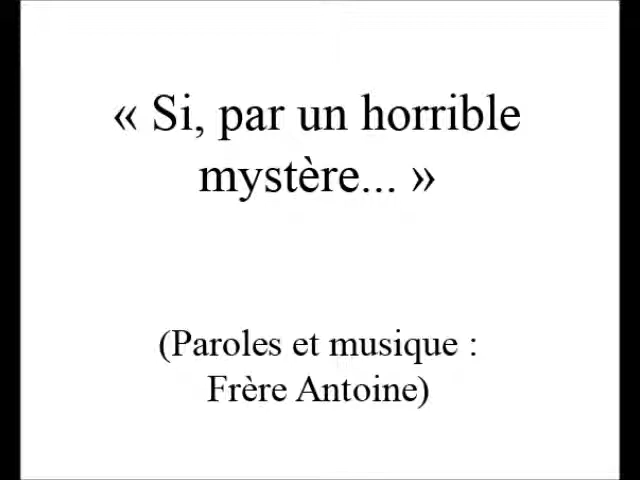 « Si, par un horrible
mystère... »
(Paroles et musique :
Frère Antoine)